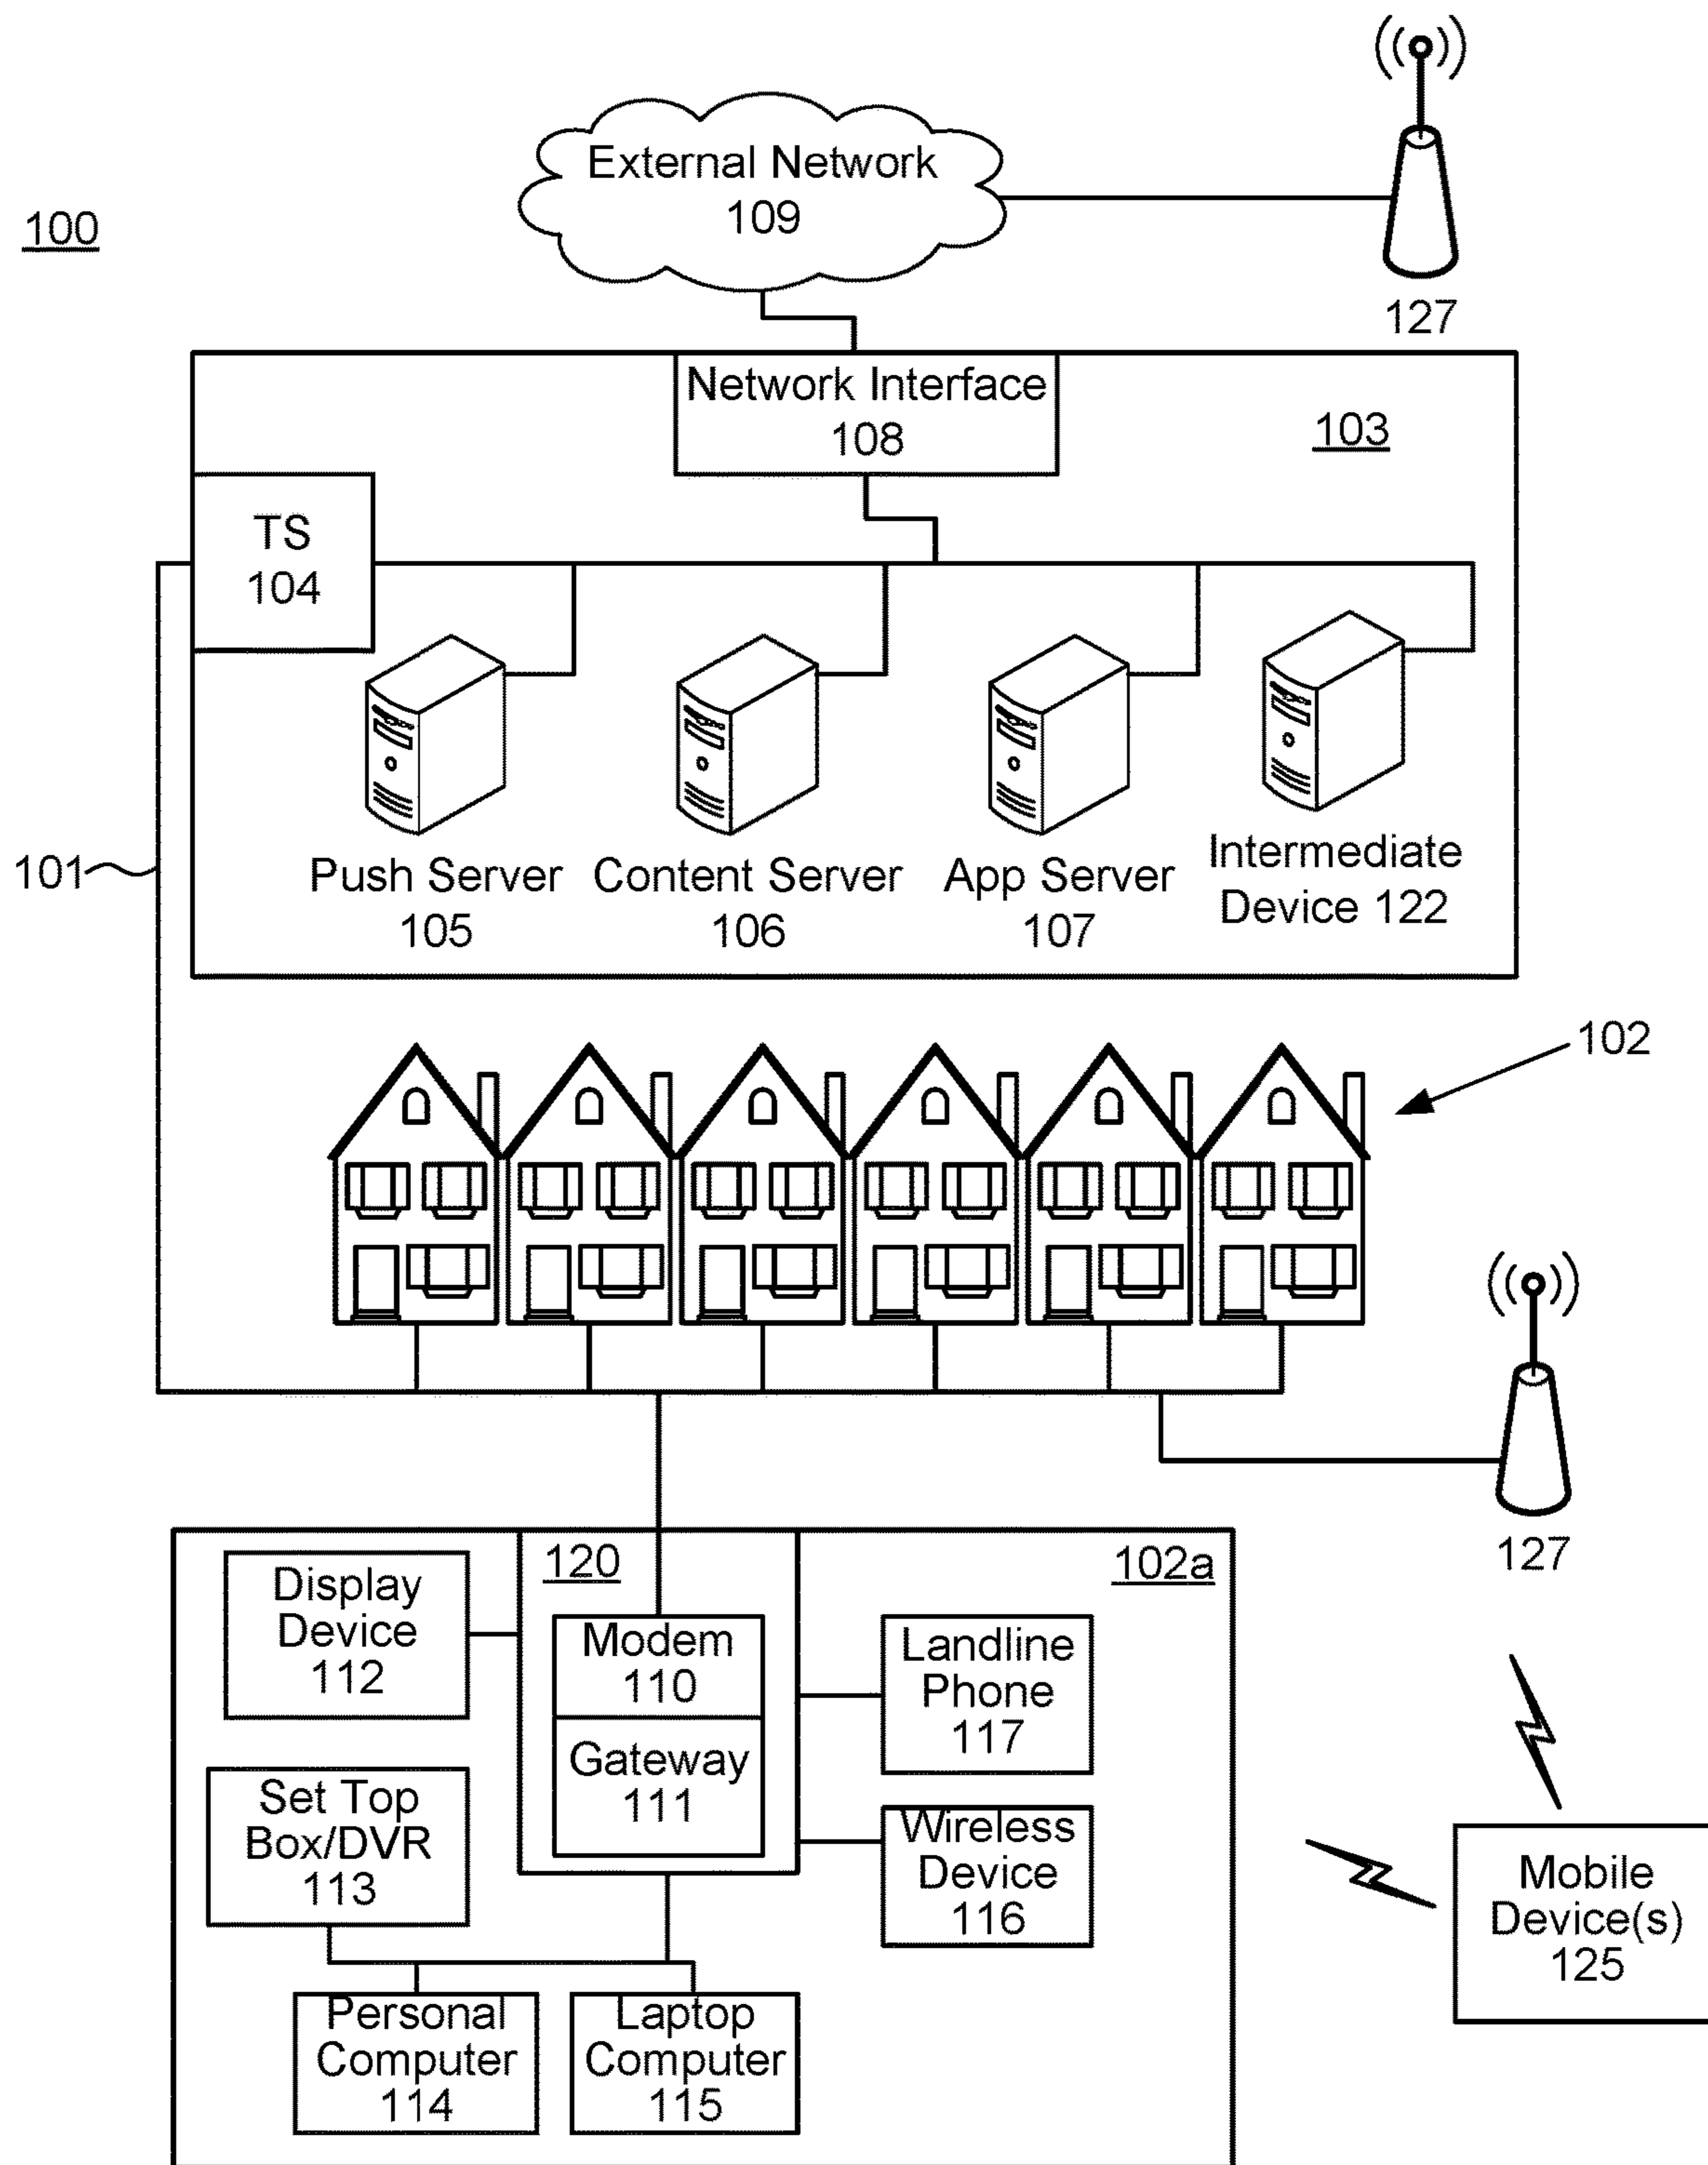 100
External Network
109
127
Network Interface
108
103
TS
104
101
Push Server
105
Content Server
106
App Server
107
Intermediate
Device 122
102
127
120
102a
Display
Device
112
Modem
110
Gateway
111
Landline
Phone
117
Set Top
Box/DVR
113
Wireless
Device
116
Personal
Computer
114
Laptop
Computer
115
Mobile
Device(s)
125